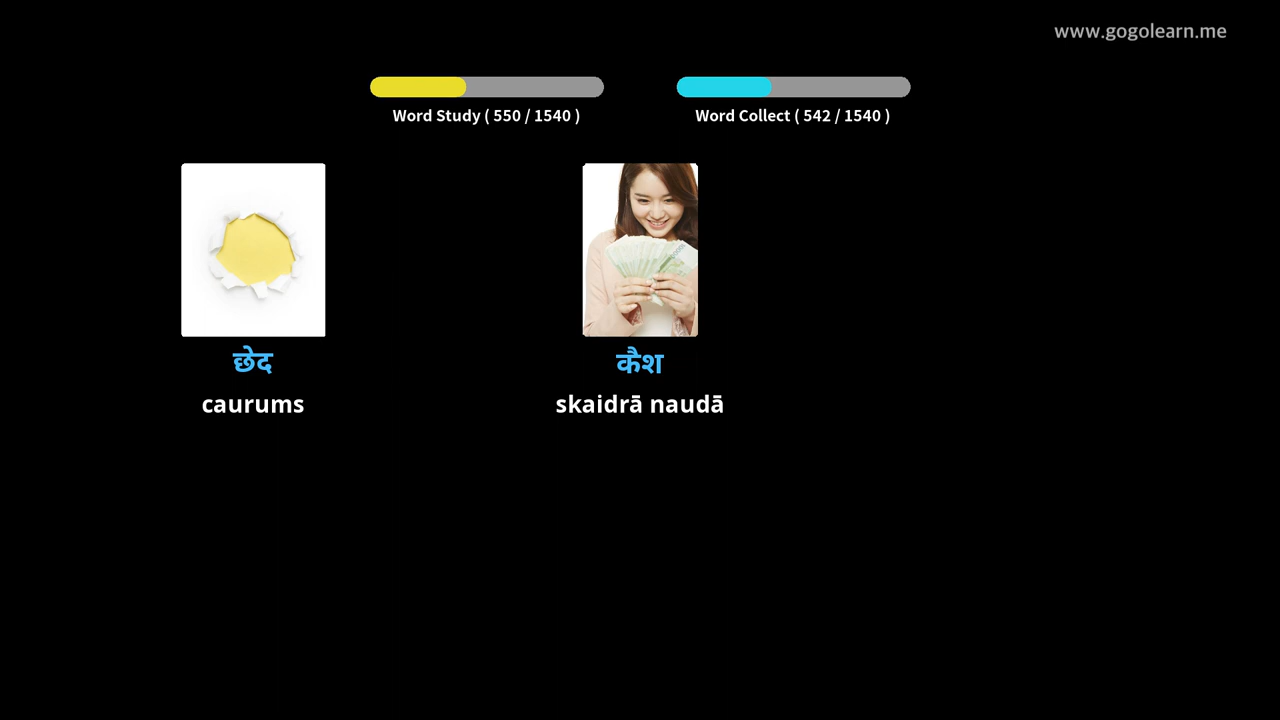 www.gogolearn.me
Word Study ( 550 / 1540 )
Word Collect ( 542 / 1540 )
छेद
caurums
कैश
skaidrā naudā